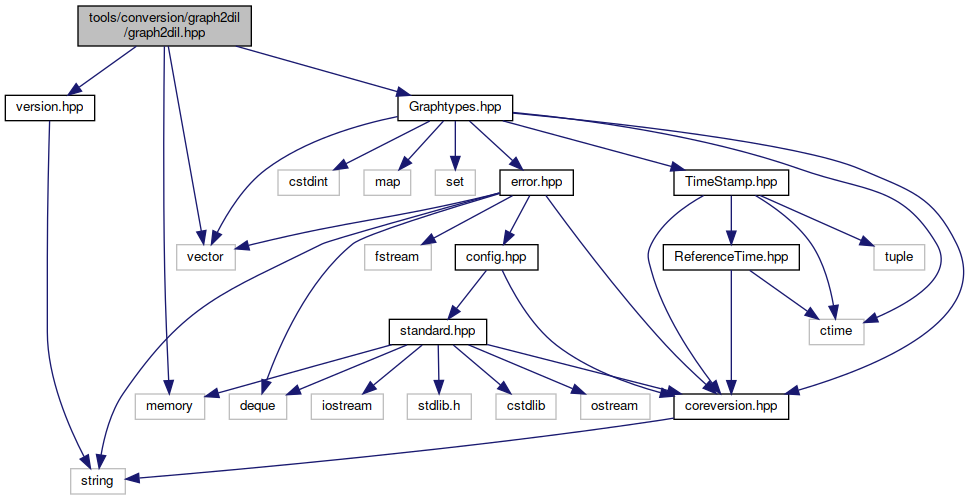 tools/conversion/graph2dil
/graph2dil.hpp
version.hpp
Graphtypes.hpp
cstdint
map
set
error.hpp
TimeStamp.hpp
vector
fstream
config.hpp
ReferenceTime.hpp
tuple
standard.hpp
ctime
memory
deque
iostream
stdlib.h
cstdlib
ostream
coreversion.hpp
string